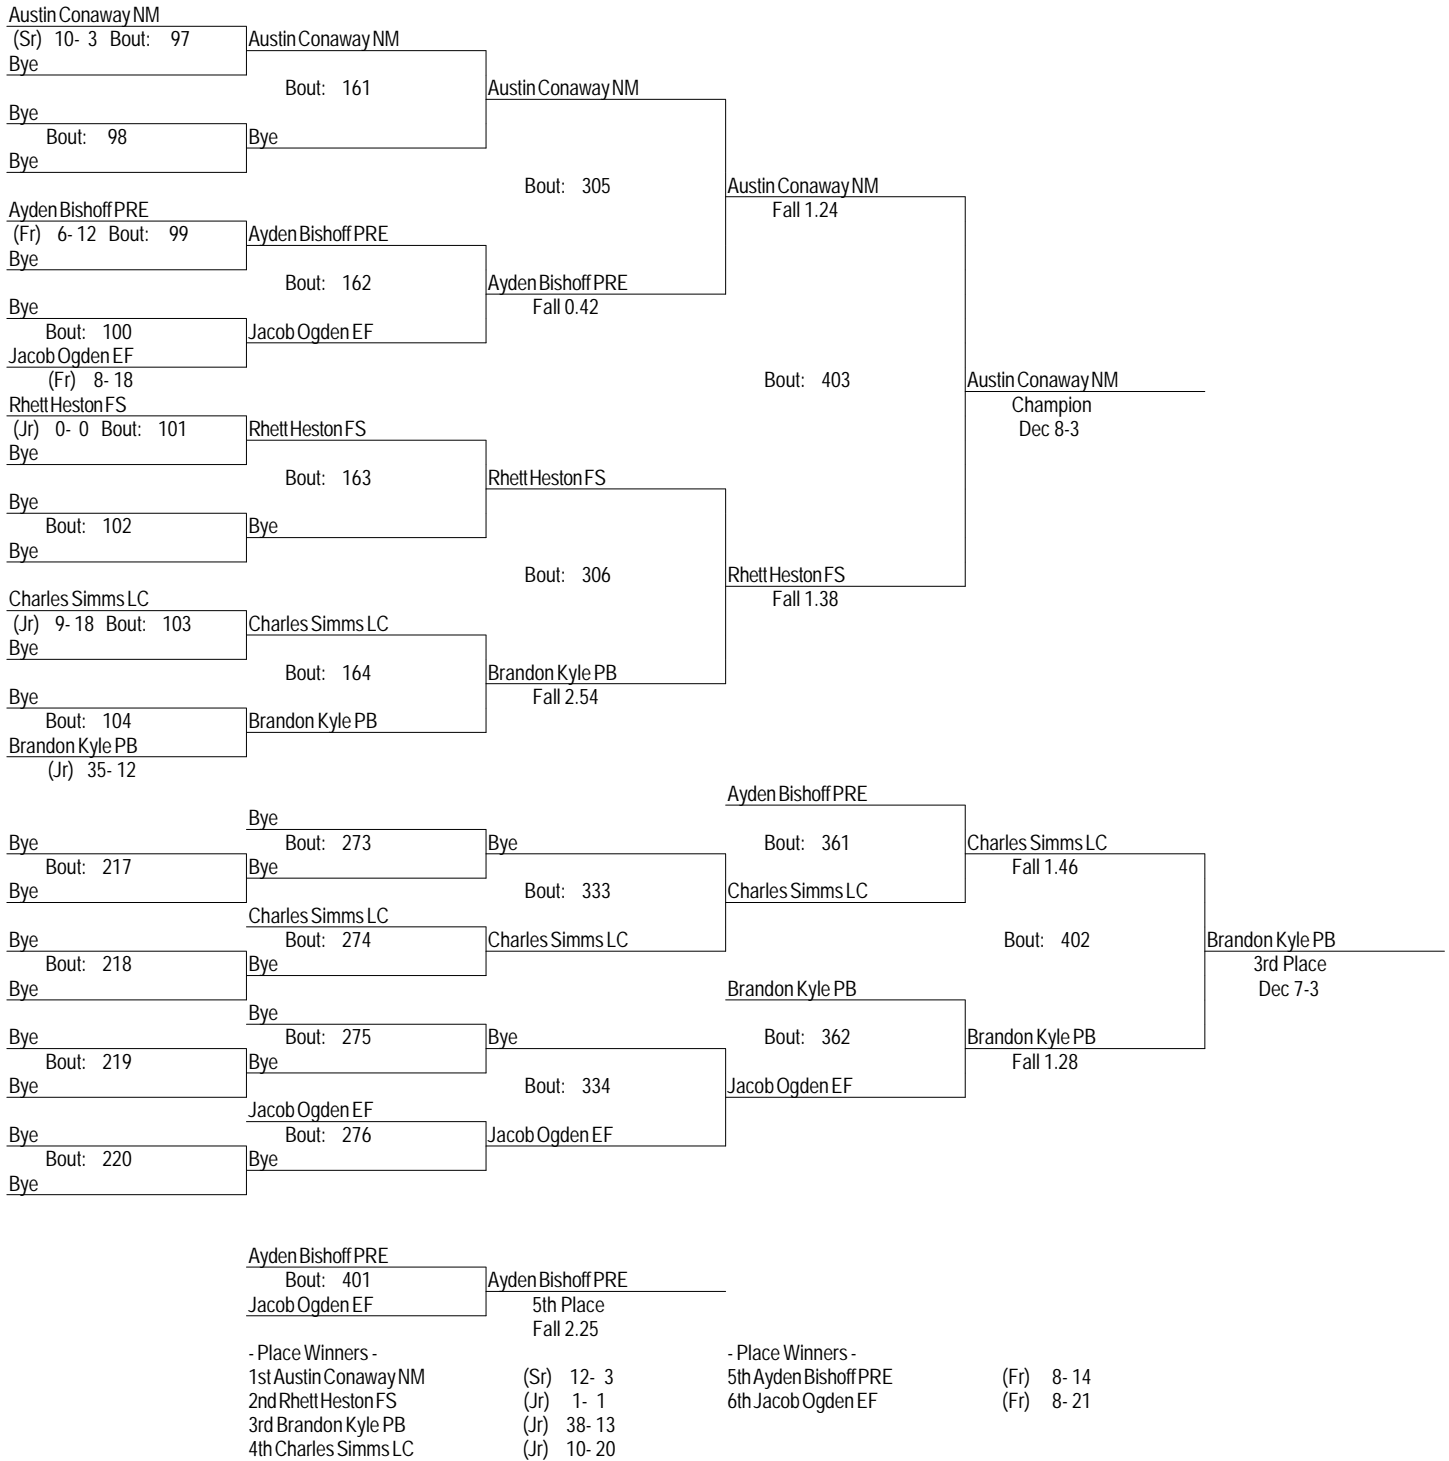 Austin Conaway NM
(Sr) 10- 3 Bout: 97 Austin Conaway NM
Bye
Bout: 161 Austin Conaway NM
Bye
Bout: 98 Bye
Bye
Bout: 305 Austin Conaway NM
Ayden Bishoff PRE Fall 1.24
(Fr) 6- 12 Bout: 99 Ayden Bishoff PRE
Bye
Bout: 162 Ayden Bishoff PRE
Bye Fall 0.42
Bout: 100 Jacob Ogden EF
Jacob Ogden EF
(Fr) 8- 18 Bout: 403 Austin Conaway NM
Rhett Heston FS Champion
(Jr) 0- 0 Bout: 101 Rhett Heston FS Dec 8-3
Bye
Bout: 163 Rhett Heston FS
Bye
Bout: 102 Bye
Bye
Bout: 306 Rhett Heston FS
Charles Simms LC Fall 1.38
(Jr) 9- 18 Bout: 103 Charles Simms LC
Bye
Bout: 164 Brandon Kyle PB
Bye Fall 2.54
Bout: 104 Brandon Kyle PB
Brandon Kyle PB
(Jr) 35- 12
Ayden Bishoff PRE
Bye
Bye Bout: 273 Bye Bout: 361 Charles Simms LC
Bout: 217 Bye Fall 1.46
Bye Bout: 333 Charles Simms LC
Charles Simms LC
Bye Bout: 274 Charles Simms LC Bout: 402 Brandon Kyle PB
Bout: 218 Bye 3rd Place
Bye Brandon Kyle PB Dec 7-3
Bye
Bye Bout: 275 Bye Bout: 362 Brandon Kyle PB
Bout: 219 Bye Fall 1.28
Bye Bout: 334 Jacob Ogden EF
Jacob Ogden EF
Bye Bout: 276 Jacob Ogden EF
Bout: 220 Bye
Bye
Ayden Bishoff PRE
Bout: 401 Ayden Bishoff PRE
Jacob Ogden EF 5th Place
Fall 2.25
- Place Winners - - Place Winners -
1st Austin Conaway NM (Sr) 12- 3 5th Ayden Bishoff PRE (Fr) 8- 14
2nd Rhett Heston FS (Jr) 1- 1 6th Jacob Ogden EF (Fr) 8- 21
3rd Brandon Kyle PB (Jr) 38- 13
4th Charles Simms LC (Jr) 10- 20